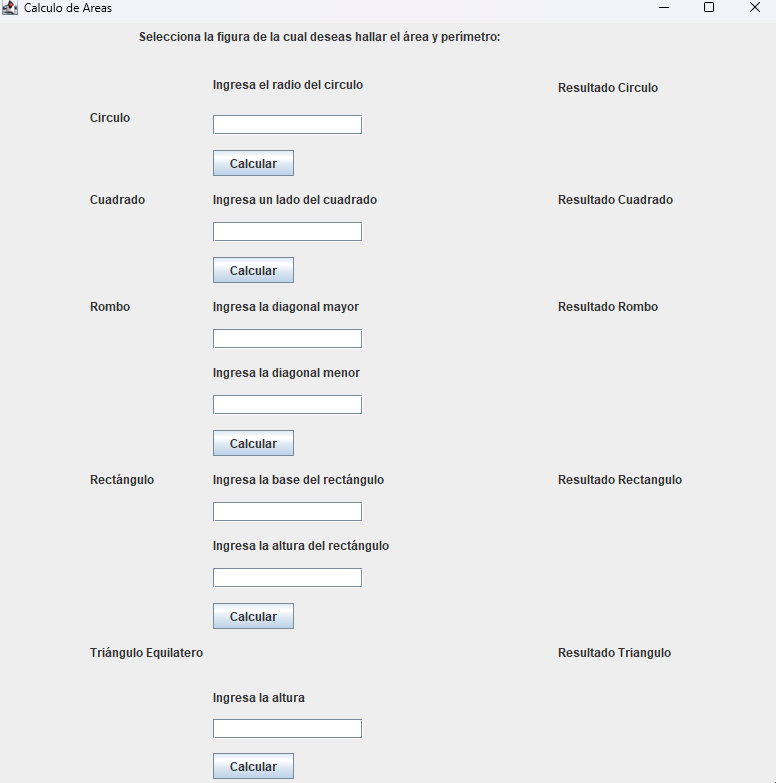 Calculo de Areas
Selecciona la figura de la cual deseas hallar el área y perímetro:
Ingresa el radio del circulo
Resultado Circulo
Circulo
Calcular
Cuadrado
Ingresa un lado del cuadrado
Resultado Cuadrado
Calcular
Rombo
Ingresa la diagonal mayor
Resultado Rombo
Ingresa la diagonal menor
Calcular
Rectángulo
Ingresa la base del rectángulo
Resultado Rectangulo
Ingresa la altura del rectángulo
Calcular
Triángulo Equilatero
Resultado Triangulo
Ingresa la altura
Calcular